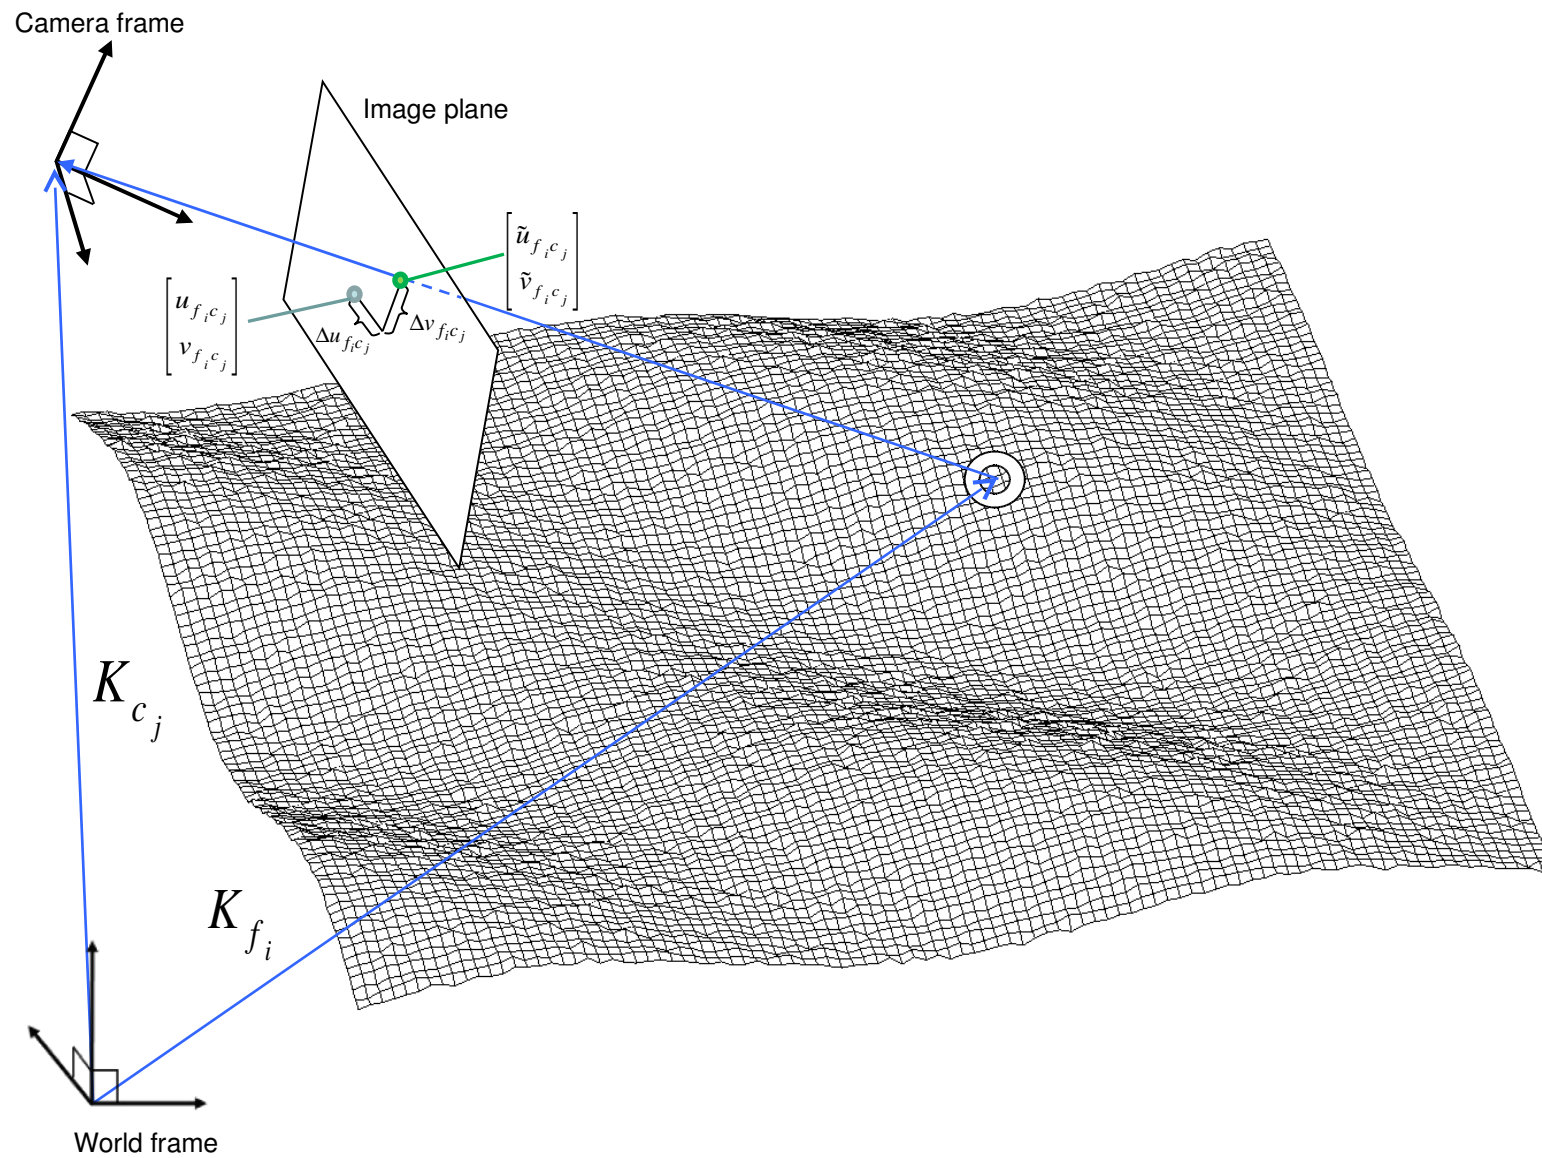 Camera frame
Image plane
ũ_{f_i c_j}
ṽ_{f_i c_j}
u_{f_i c_j}
v_{f_i c_j}
Δu_{f_i c_j}
Δv_{f_i c_j}
K_{c_j}
K_{f_i}
World frame